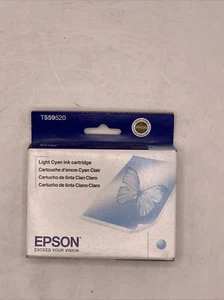 T559520
Light Cyan ink cartridge
Cartouche d'encre Cyan Clair
Cartucho de tinta Cian Claro
Cartucho de tinta Ciano Claro
EPSON
EXCEED YOUR VISION